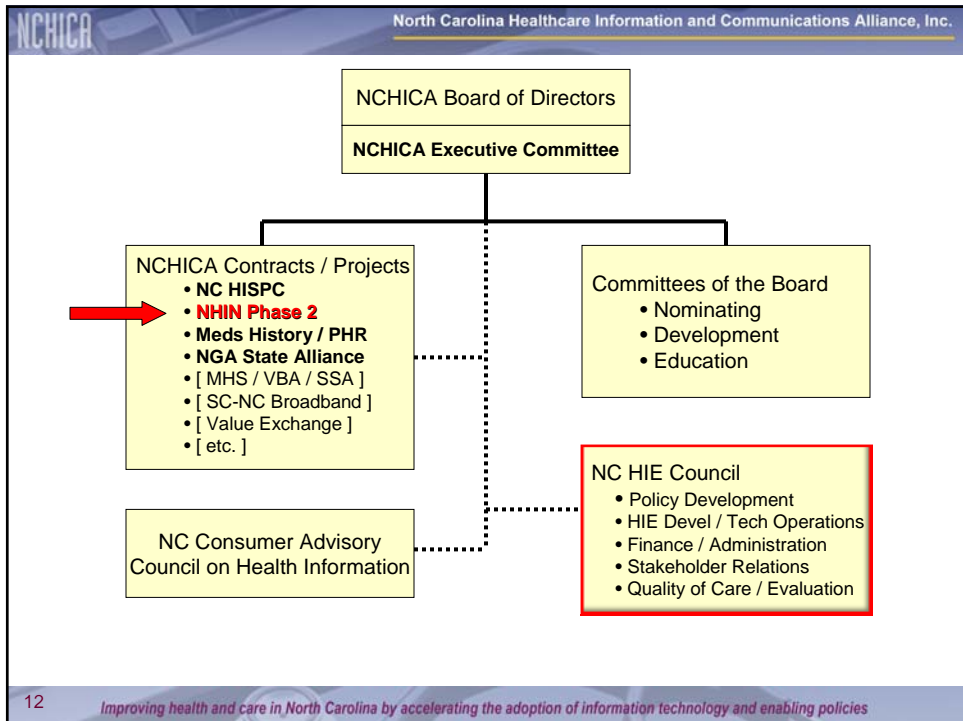 NCHICA
North Carolina Healthcare Information and Communications Alliance, Inc.
NCHICA Board of Directors
NCHICA Executive Committee
NCHICA Contracts / Projects
• NC HISPC
• NHIN Phase 2
• Meds History / PHR
• NGA State Alliance
• [ MHS / VBA / SSA ]
• [ SC-NC Broadband ]
• [ Value Exchange ]
• [ etc. ]
Committees of the Board
• Nominating
• Development
• Education
NC Consumer Advisory
Council on Health Information
NC HIE Council
• Policy Development
• HIE Devel / Tech Operations
• Finance / Administration
• Stakeholder Relations
• Quality of Care / Evaluation
12
Improving health and care in North Carolina by accelerating the adoption of information technology and enabling policies